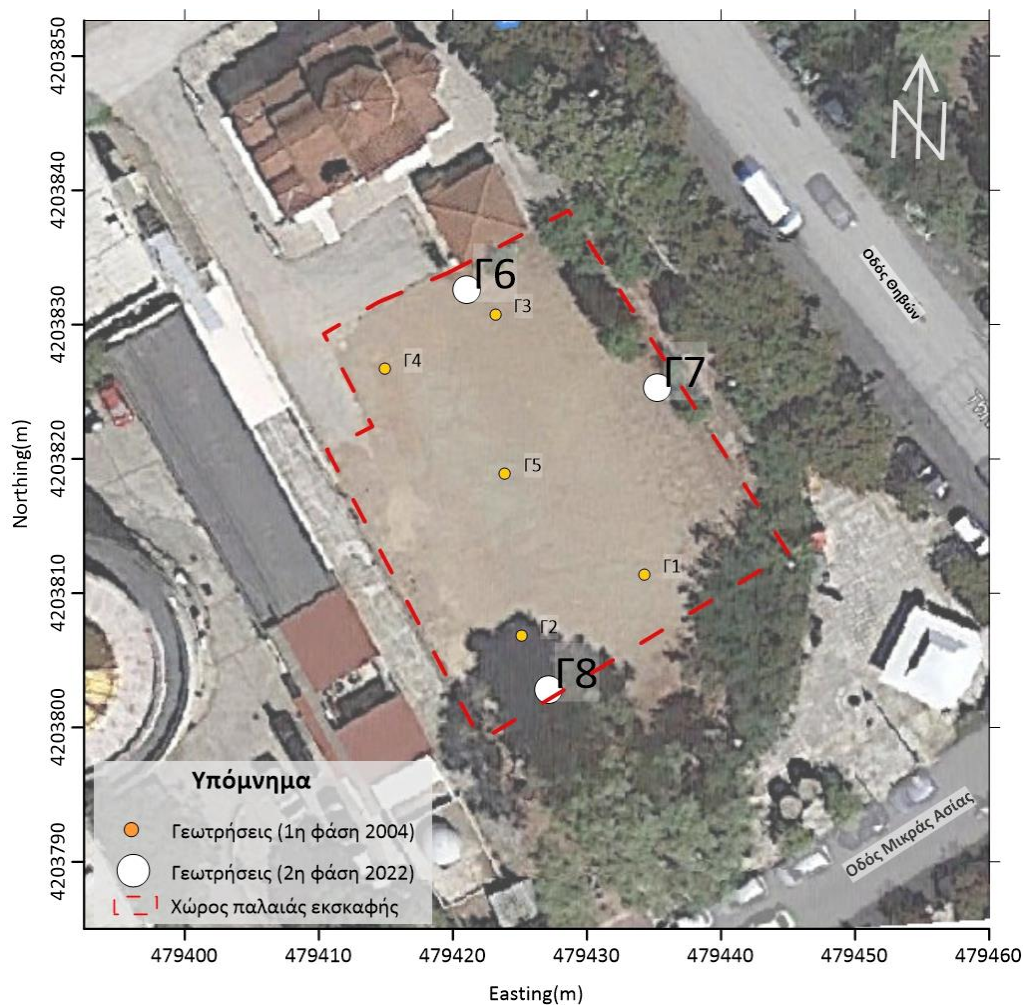 4203850
4203840
4203830
4203820
4203810
4203800
4203790
Northing(m)
N
Οδός Θηβών
Γ6
Γ3
Γ4
Γ7
Γ5
Γ1
Γ2
Γ8
Οδός Μικράς Ασίας
Υπόμνημα
Γεωτρήσεις (1η φάση 2004)
Γεωτρήσεις (2η φάση 2022)
Χώρος παλαιάς εκσκαφής
479400 479410 479420 479430 479440 479450 479460
Easting(m)